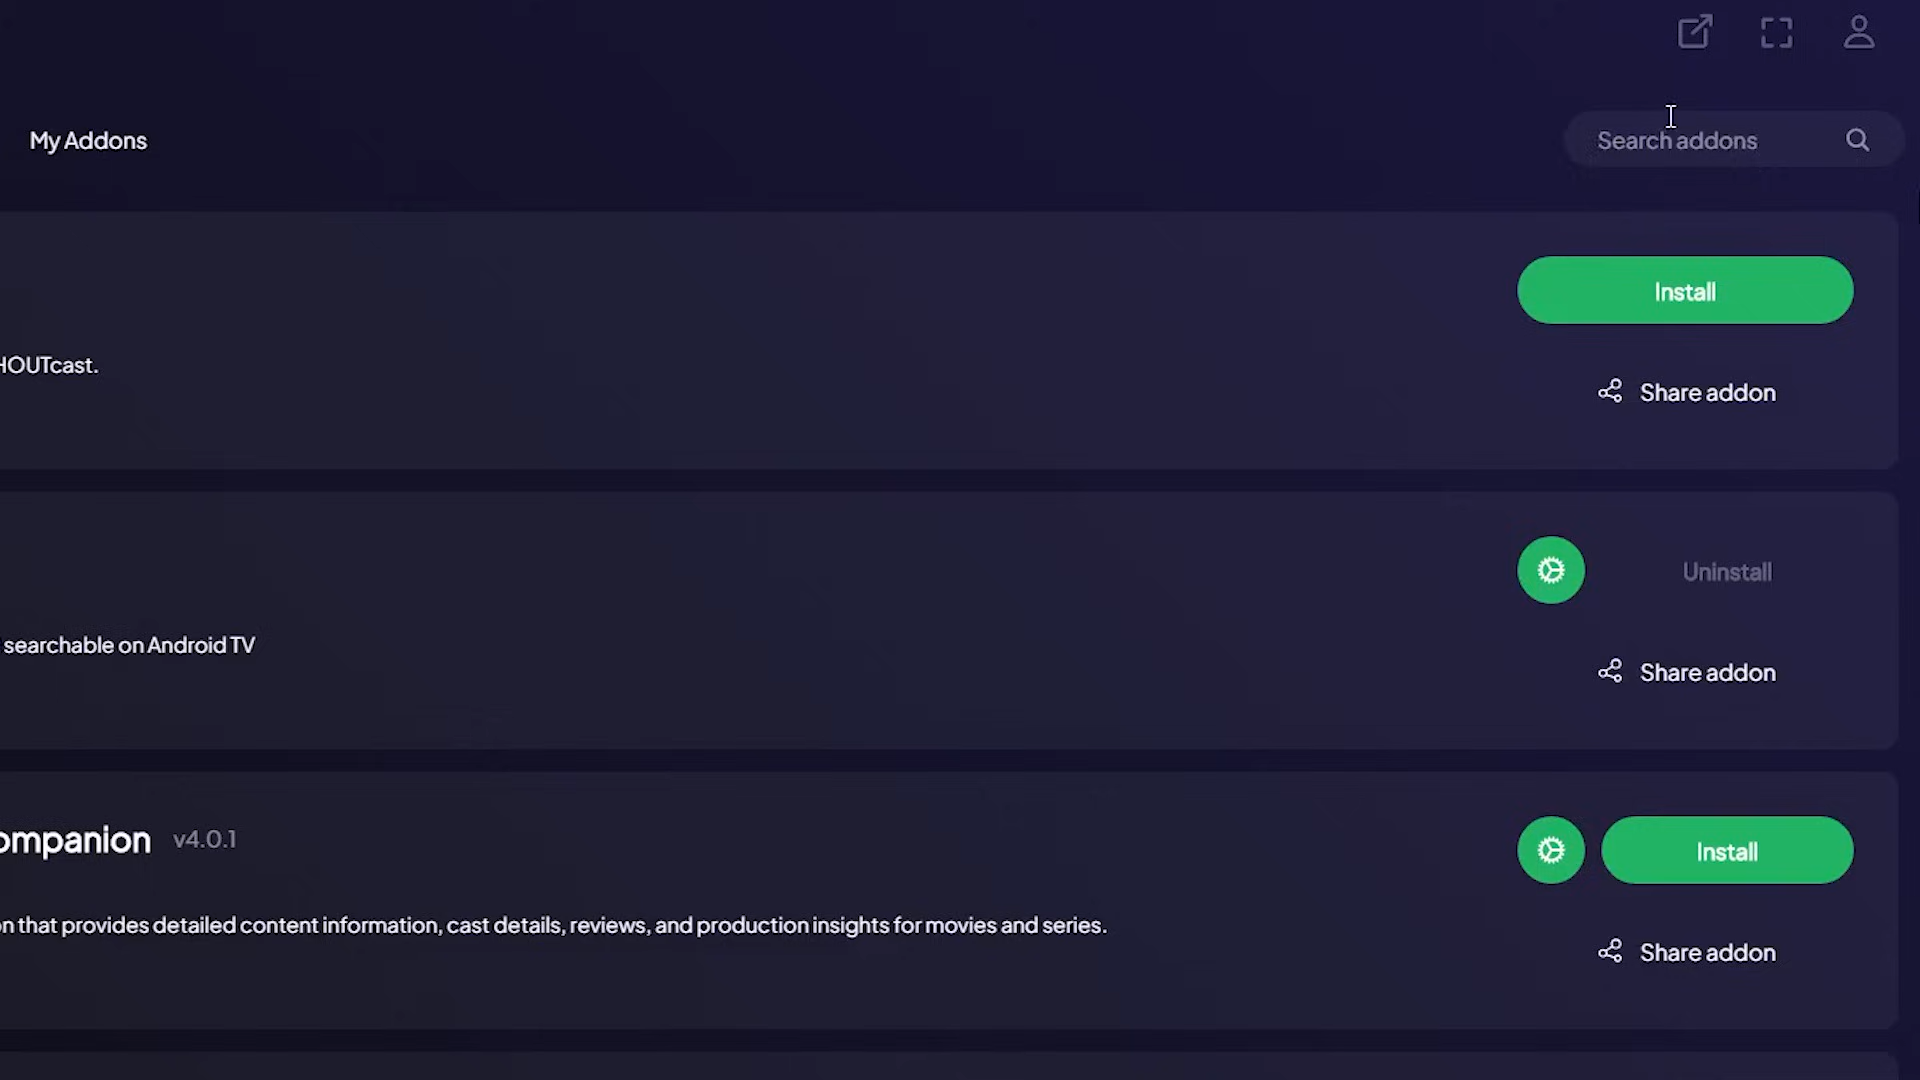 My Addons
Search addons
Install
HOUTcast.
Share addon
Uninstall
searchable on Android TV
Share addon
ompanion v4.0.1
Install
n that provides detailed content information, cast details, reviews, and production insights for movies and series.
Share addon